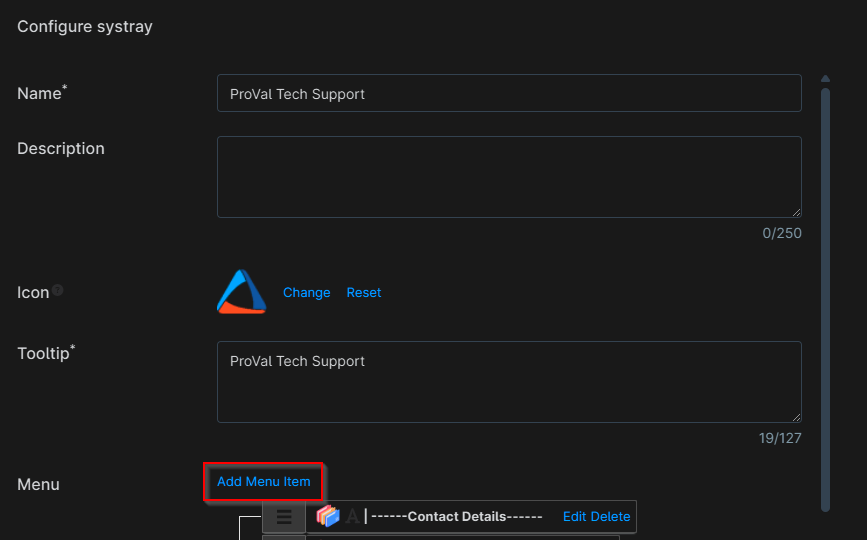 Configure systray
Name*
ProVal Tech Support
Description
0/250
Icon
Change Reset
Tooltip*
ProVal Tech Support
19/127
Menu
Add Menu Item
A | ------Contact Details------ Edit Delete